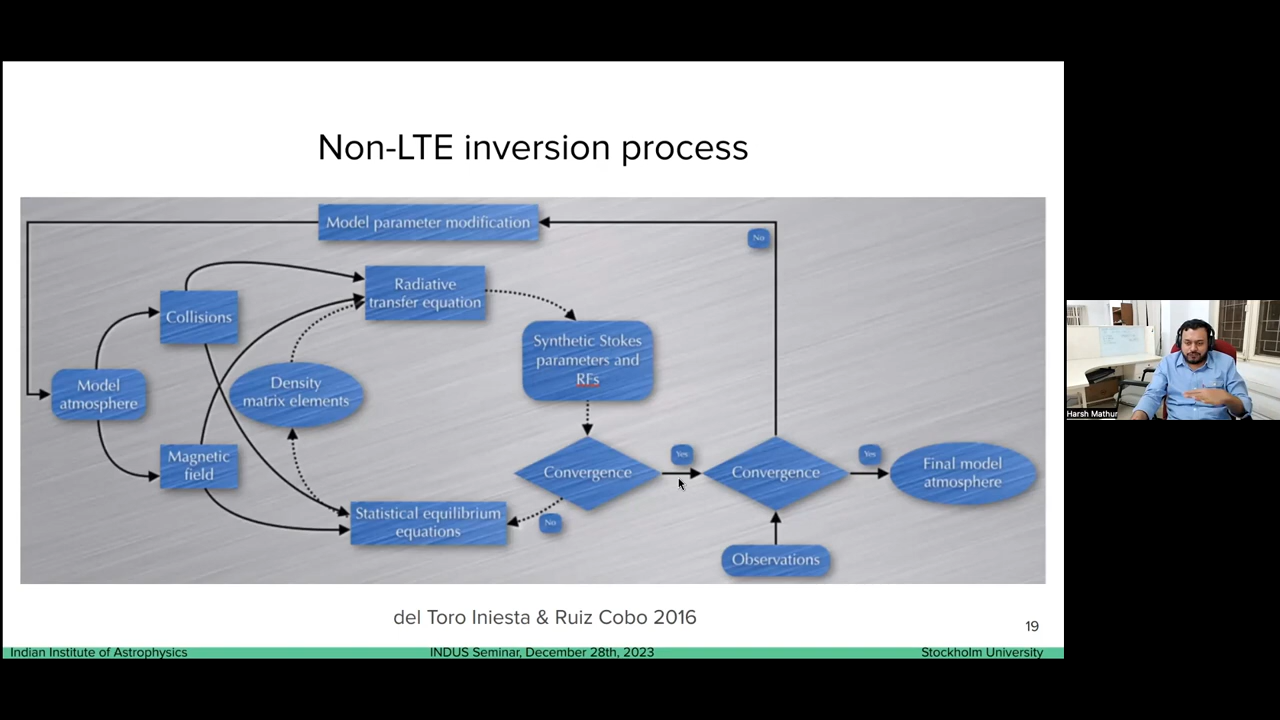 Non-LTE inversion process
Model parameter modification
No
Radiative
transfer equation
Collisions
Synthetic Stokes
parameters and
RFs
Density
matrix elements
Model
atmosphere
Magnetic
field
Yes
Yes
Convergence
Convergence
Final model
atmosphere
Statistical equilibrium
equations
No
Observations
del Toro Iniesta & Ruiz Cobo 2016
19
Indian Institute of Astrophysics
INDUS Seminar, December 28th, 2023
Stockholm University
Harsh Mathur